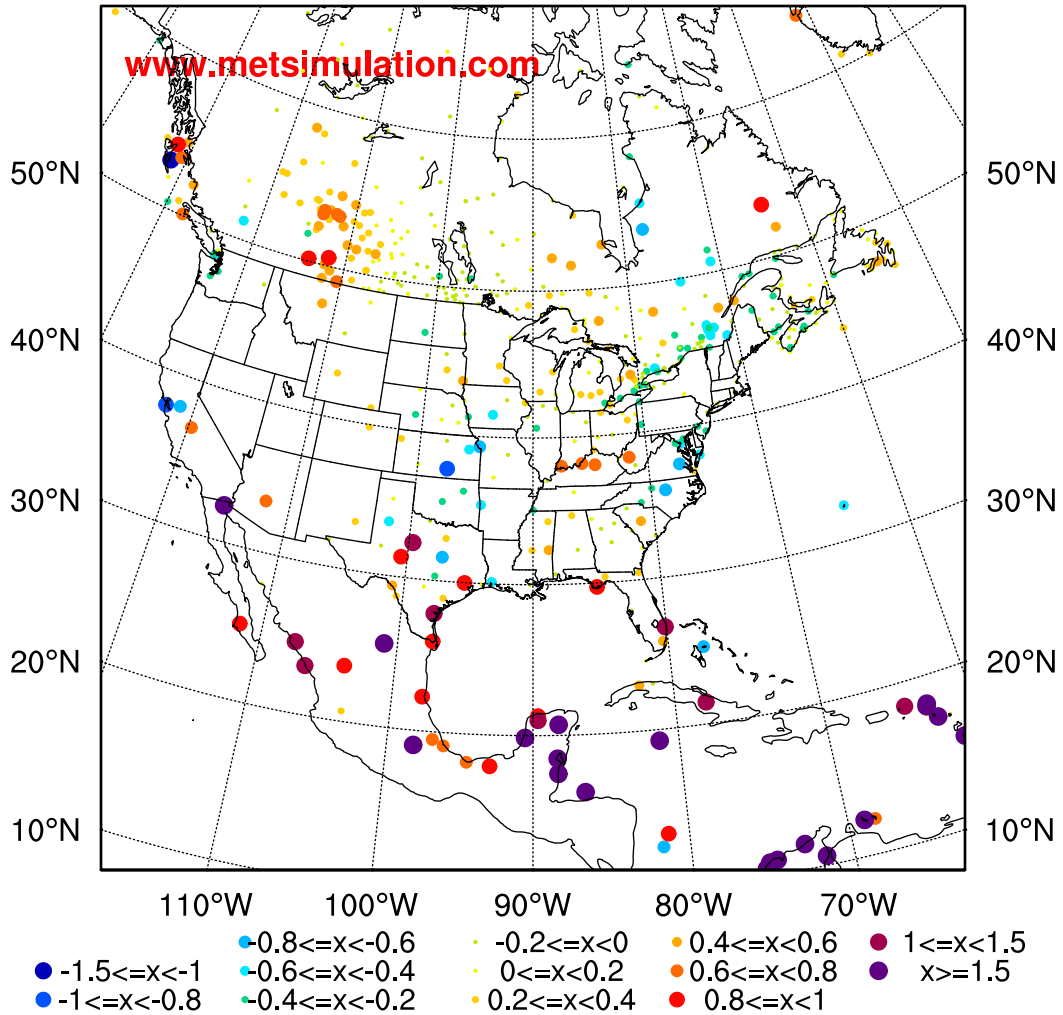 www.metsimulation.com
50°N 50°N
40°N 40°N
30°N 30°N
20°N 20°N
10°N 10°N
110°W 100°W 90°W 80°W 70°W
-0.8<=x<-0.6 -0.2<=x<0 0.4<=x<0.6 1<=x<1.5
-1.5<=x<-1 -0.6<=x<-0.4 0<=x<0.2 0.6<=x<0.8 x>=1.5
-1<=x<-0.8 -0.4<=x<-0.2 0.2<=x<0.4 0.8<=x<1